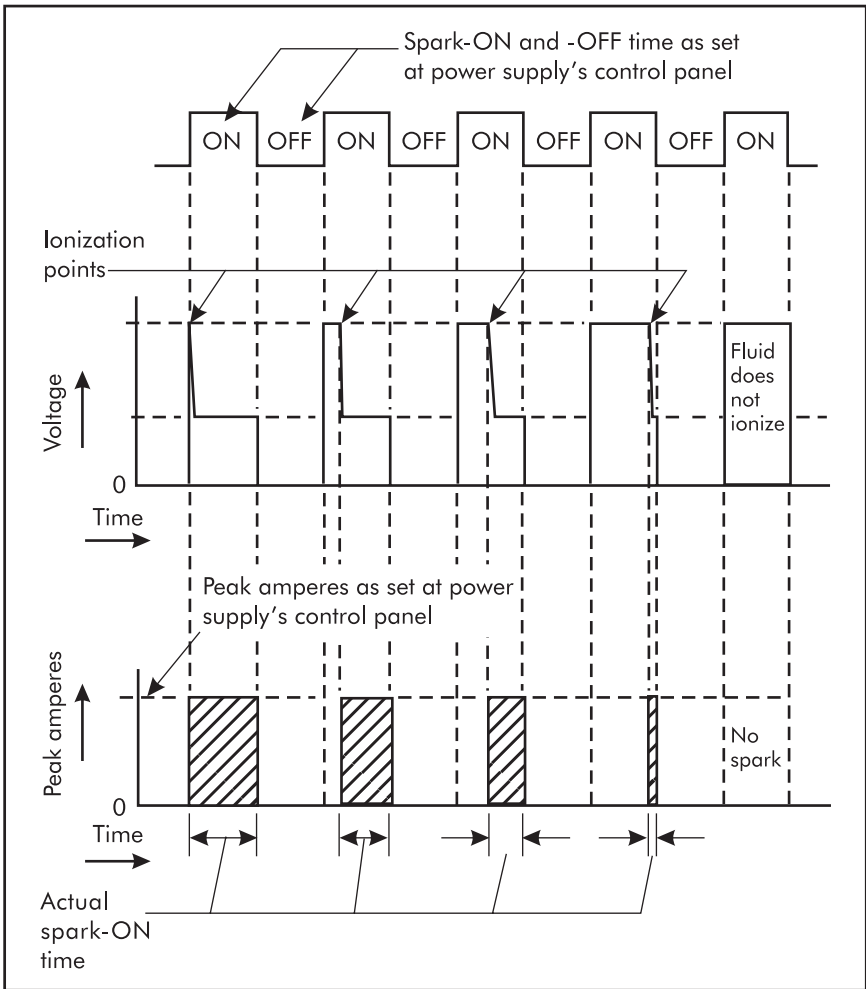 Spark-ON and -OFF time as set
at power supply's control panel
ON OFF ON OFF ON OFF ON OFF ON
Ionization
points
Voltage
Fluid
does
not
ionize
0
Time
Peak amperes as set at power
supply's control panel
Peak amperes
No
spark
0
Time
Actual
spark-ON
time